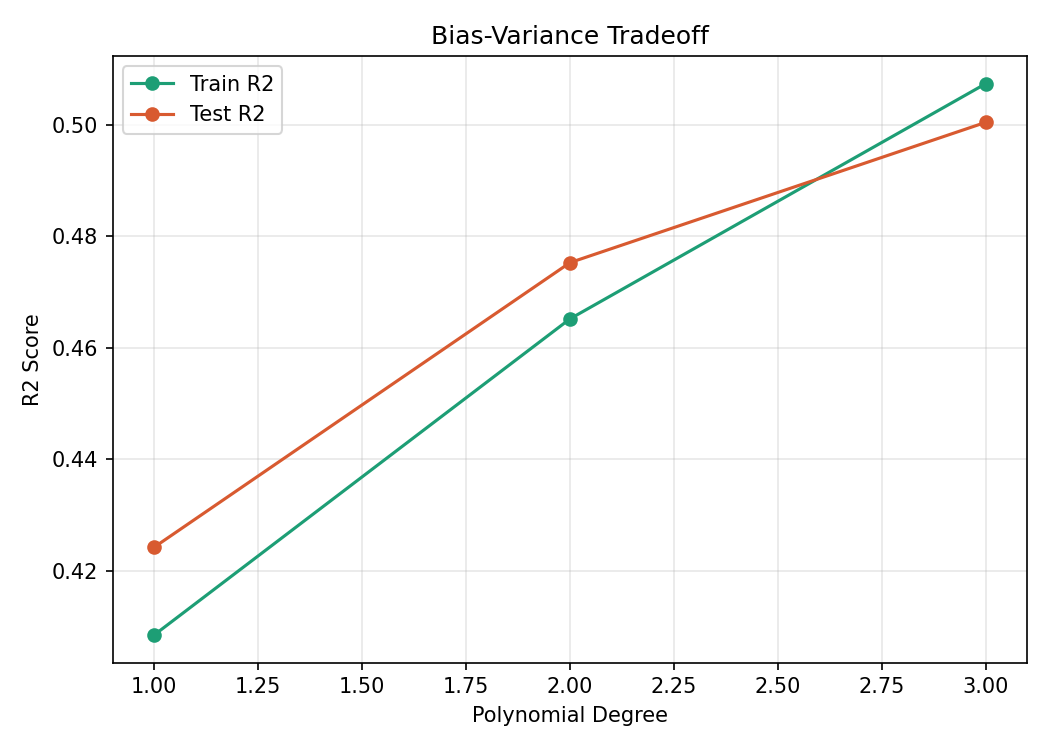 Bias-Variance Tradeoff
Train R2
Test R2
R2 Score
0.50
0.48
0.46
0.44
0.42
1.00 1.25 1.50 1.75 2.00 2.25 2.50 2.75 3.00
Polynomial Degree